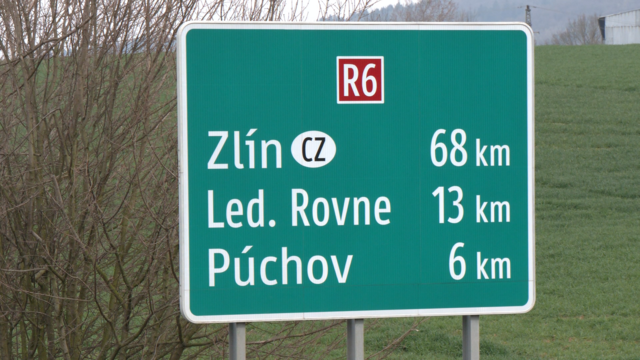 R6
Zlín CZ 68 km
Led. Rovne 13 km
Púchov 6 km